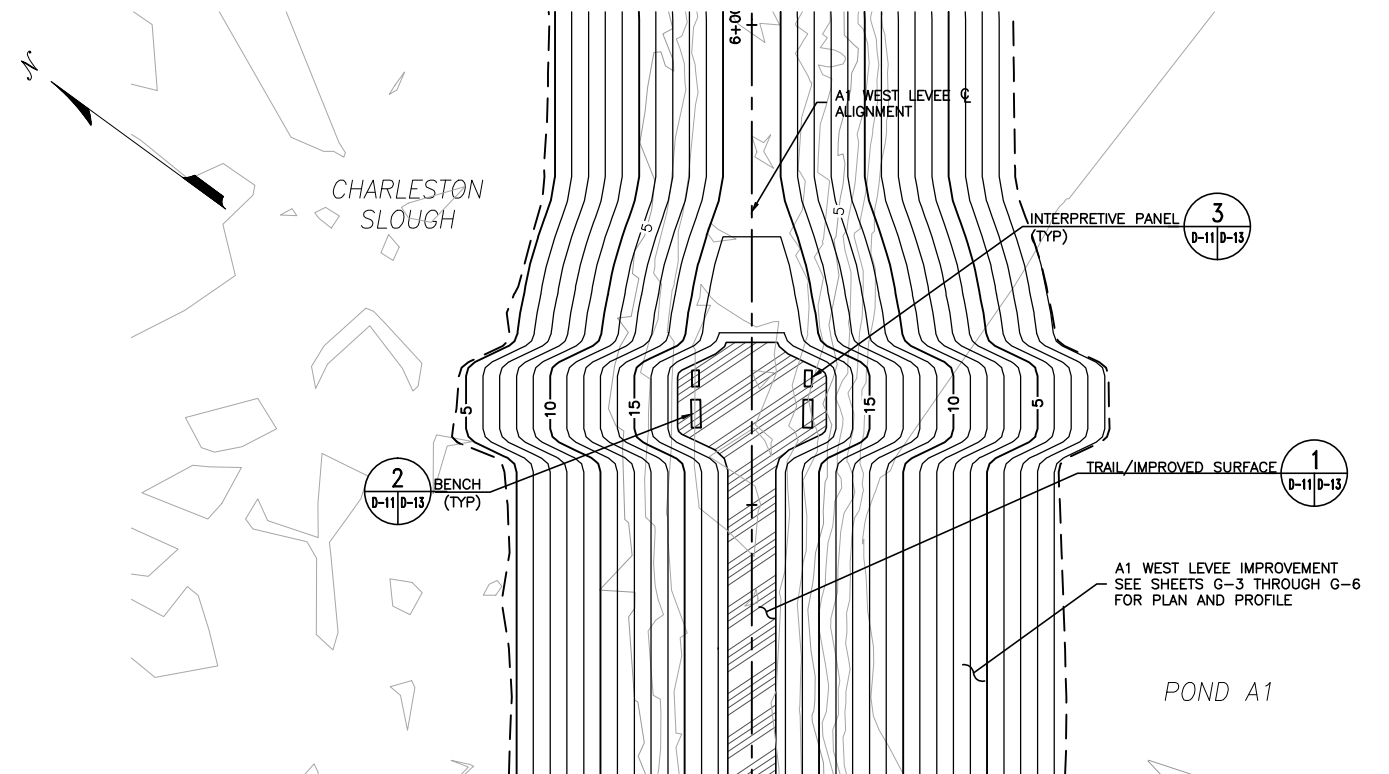 6+00
N
A1 WEST LEVEE ℄
ALIGNMENT
CHARLESTON
SLOUGH
5
5
INTERPRETIVE PANEL
(TYP)
3
D-11 D-13
5
10
15
15
10
5
2
D-11 D-13
BENCH
(TYP)
TRAIL/IMPROVED SURFACE
1
D-11 D-13
A1 WEST LEVEE IMPROVEMENT
SEE SHEETS G-3 THROUGH G-6
FOR PLAN AND PROFILE
POND A1